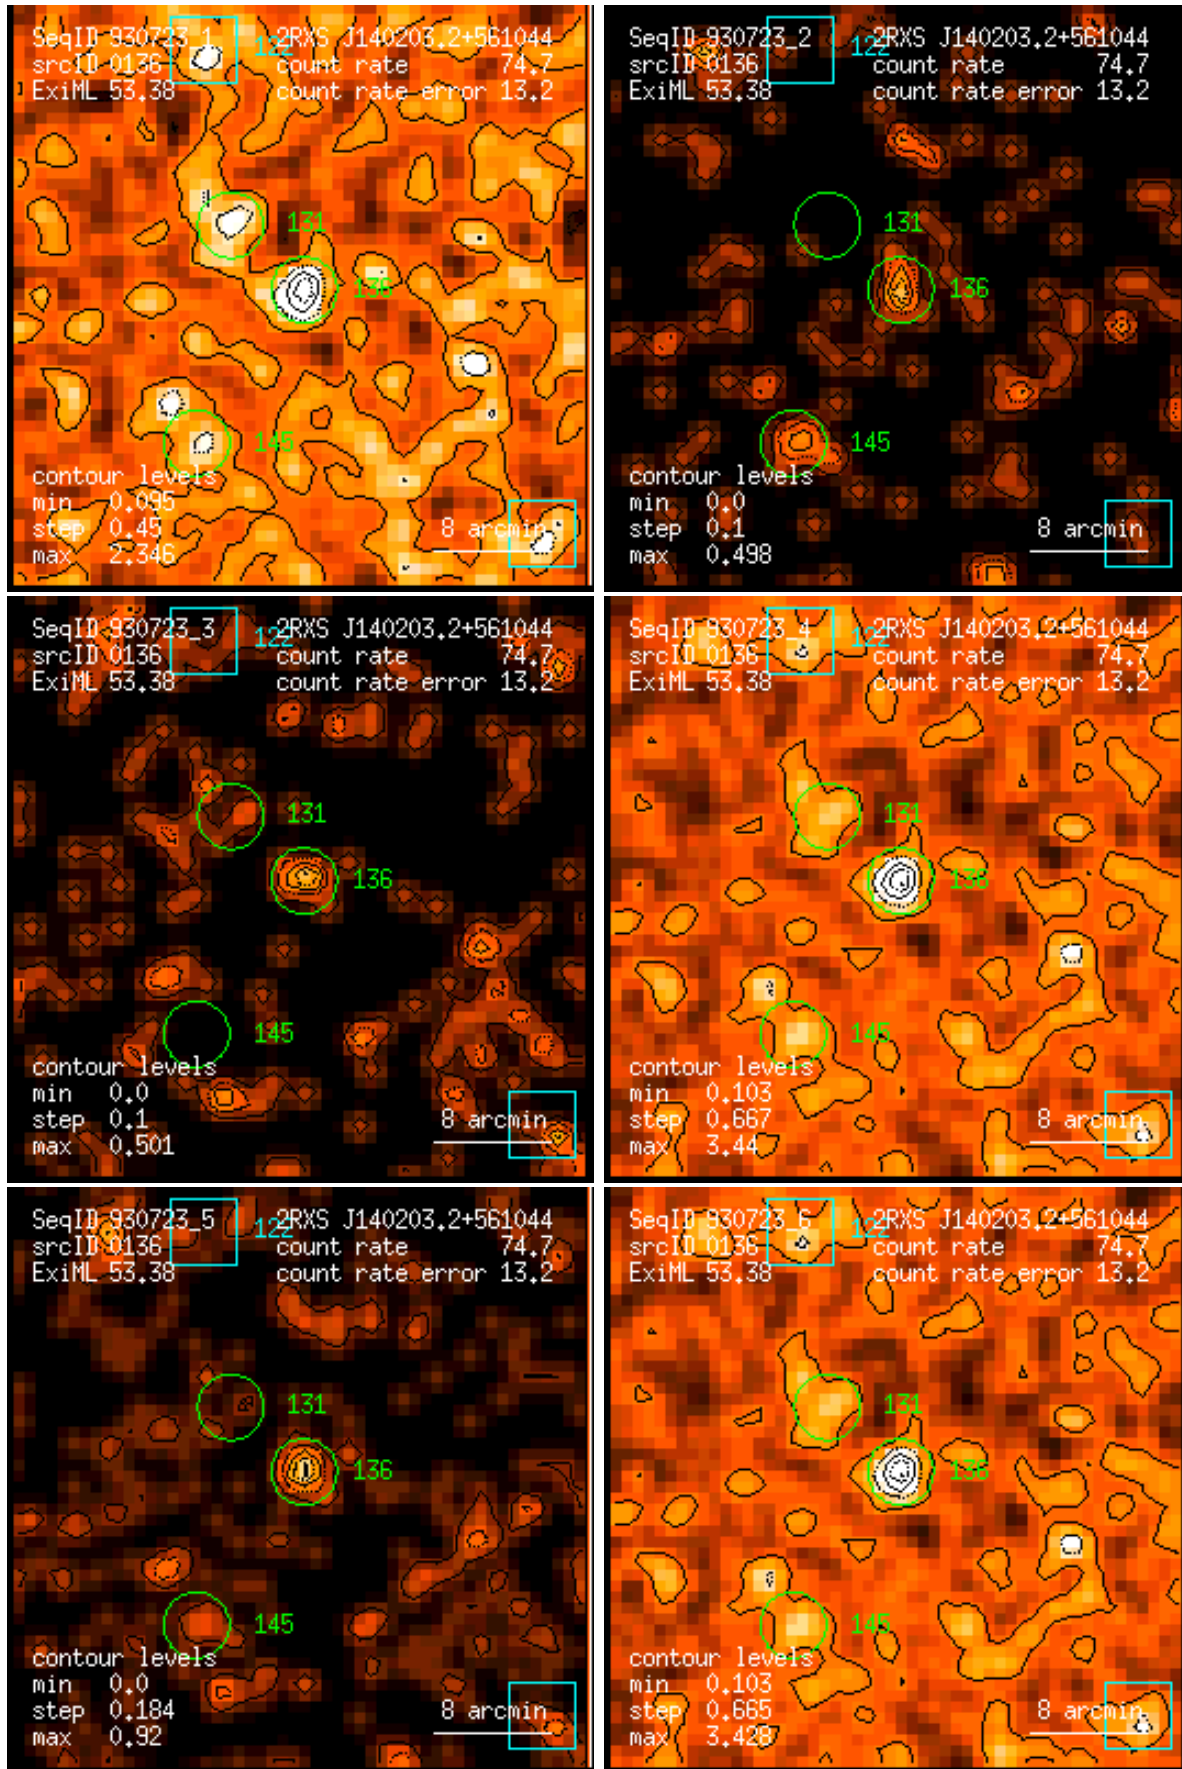 SeqID 930723_1 122 2RXS J140203.2+561044
srcID 0136 count rate 74.7
ExiML 53.38 count rate error 13.2
131
136
145
contour levels
min 0.095
step 0.45 8 arcmin
max 2.346
SeqID 930723_2 122 2RXS J140203.2+561044
srcID 0136 count rate 74.7
ExiML 53.38 count rate error 13.2
131
136
145
contour levels
min 0.0
step 0.1 8 arcmin
max 0.498
SeqID 930723_3 122 2RXS J140203.2+561044
srcID 0136 count rate 74.7
ExiML 53.38 count rate error 13.2
131
136
145
contour levels
min 0.0
step 0.1 8 arcmin
max 0.501
SeqID 930723_4 122 2RXS J140203.2+561044
srcID 0136 count rate 74.7
ExiML 53.38 count rate error 13.2
131
136
145
contour levels
min 0.103
step 0.667 8 arcmin
max 3.44
SeqID 930723_5 122 2RXS J140203.2+561044
srcID 0136 count rate 74.7
ExiML 53.38 count rate error 13.2
131
136
145
contour levels
min 0.0
step 0.184 8 arcmin
max 0.92
SeqID 930723_6 122 2RXS J140203.2+561044
srcID 0136 count rate 74.7
ExiML 53.38 count rate error 13.2
131
136
145
contour levels
min 0.103
step 0.665 8 arcmin
max 3.428